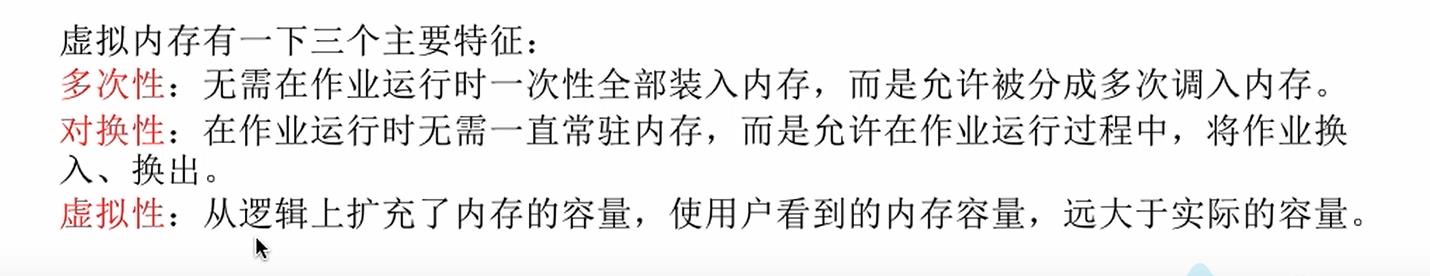 虚拟内存有一下三个主要特征：
多次性：无需在作业运行时一次性全部装入内存，而是允许被分成多次调入内存。
对换性：在作业运行时无需一直常驻内存，而是允许在作业运行过程中，将作业换
入、换出。
虚拟性：从逻辑上扩充了内存的容量，使用户看到的内存容量，远大于实际的容量。